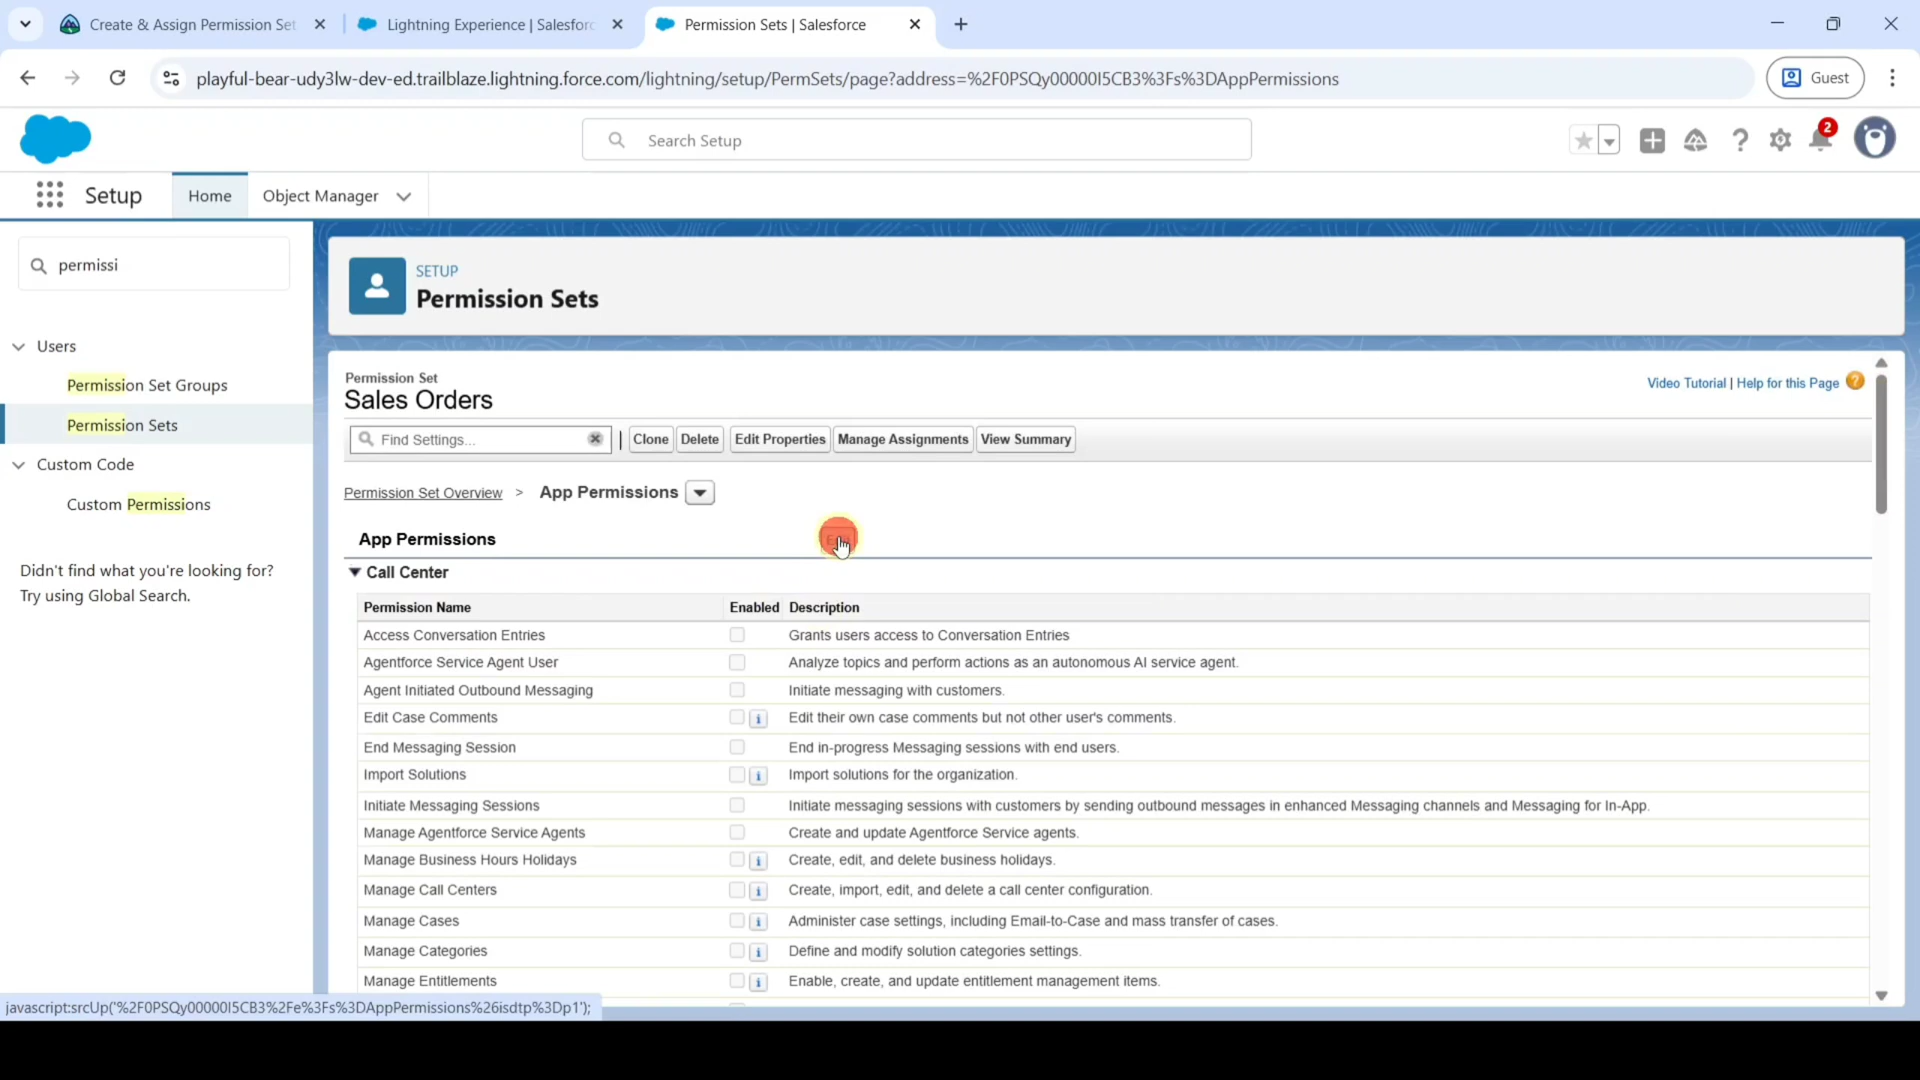 Create & Assign Permission Set
Lightning Experience | Salesforc
Permission Sets | Salesforce
playful-bear-udy3lw-dev-ed.trailblaze.lightning.force.com/lightning/setup/PermSets/page?address=%2F0PSQy00000I5CB3%3Fs%3DAppPermissions
Guest
Search Setup
2
Setup
Home
Object Manager
permissi
Users
Permission Set Groups
Permission Sets
Custom Code
Custom Permissions
Didn't find what you're looking for?
Try using Global Search.
SETUP
Permission Sets
Permission Set
Sales Orders
Video Tutorial | Help for this Page
Find Settings...
| Clone Delete Edit Properties Manage Assignments View Summary
Permission Set Overview > App Permissions
App Permissions
Call Center
Permission Name Enabled Description
Access Conversation Entries Grants users access to Conversation Entries
Agentforce Service Agent User Analyze topics and perform actions as an autonomous AI service agent.
Agent Initiated Outbound Messaging Initiate messaging with customers.
Edit Case Comments Edit their own case comments but not other user's comments.
End Messaging Session End in-progress Messaging sessions with end users.
Import Solutions Import solutions for the organization.
Initiate Messaging Sessions Initiate messaging sessions with customers by sending outbound messages in enhanced Messaging channels and Messaging for In-App.
Manage Agentforce Service Agents Create and update Agentforce Service agents.
Manage Business Hours Holidays Create, edit, and delete business holidays.
Manage Call Centers Create, import, edit, and delete a call center configuration.
Manage Cases Administer case settings, including Email-to-Case and mass transfer of cases.
Manage Categories Define and modify solution categories settings.
Manage Entitlements Enable, create, and update entitlement management items.
javascript:srcUp('%2F0PSQy00000I5CB3%2Fe%3Fs%3DAppPermissions%26isdtp%3Dp1');